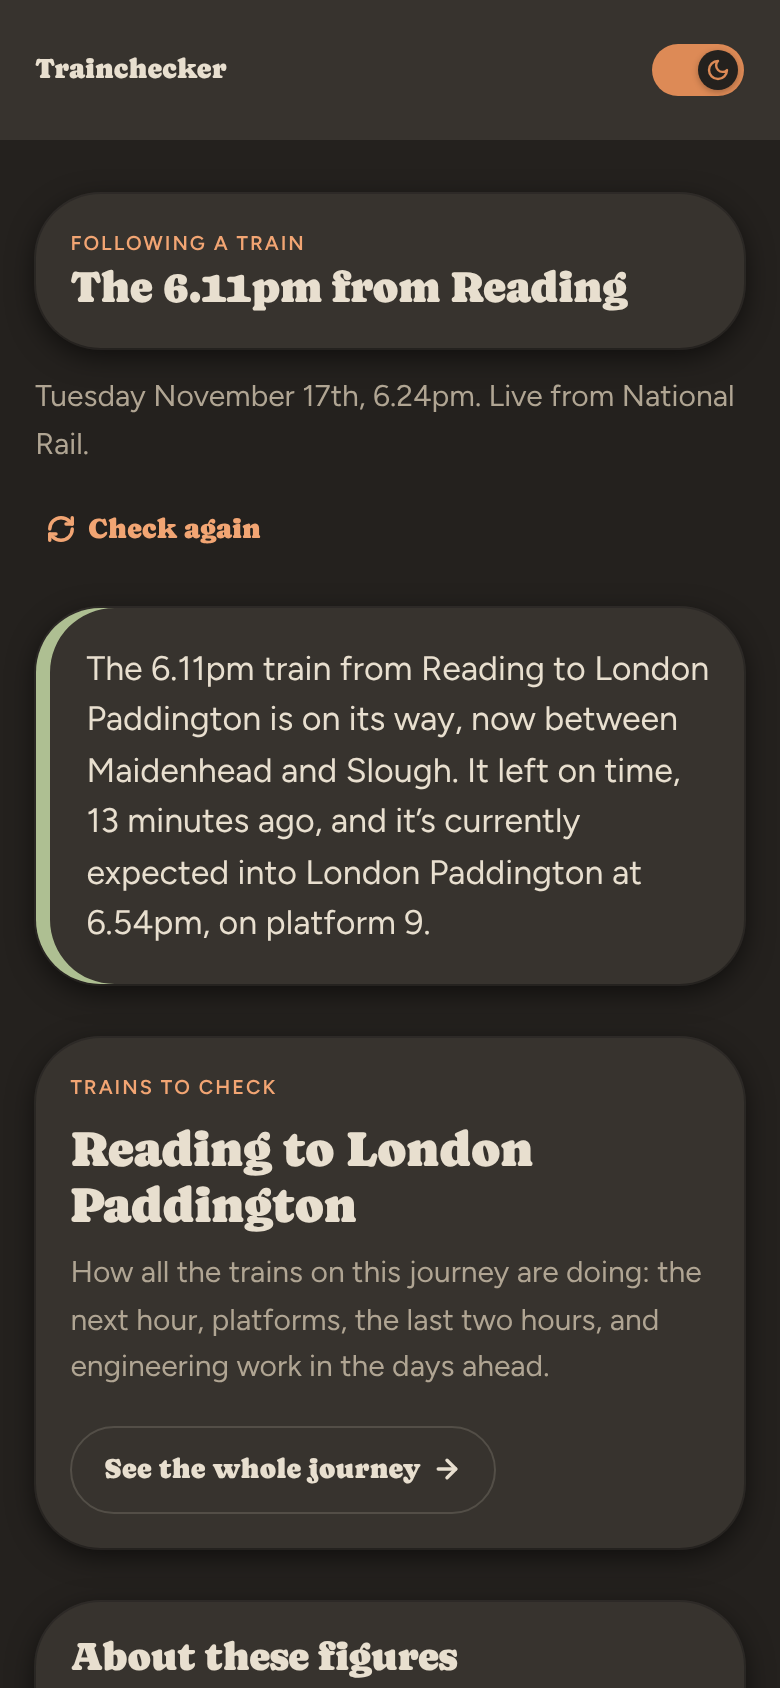 Trainchecker
FOLLOWING A TRAIN
The 6.11pm from Reading
Tuesday November 17th, 6.24pm. Live from National
Rail.
Check again
The 6.11pm train from Reading to London
Paddington is on its way, now between
Maidenhead and Slough. It left on time,
13 minutes ago, and it’s currently
expected into London Paddington at
6.54pm, on platform 9.
TRAINS TO CHECK
Reading to London
Paddington
How all the trains on this journey are doing: the
next hour, platforms, the last two hours, and
engineering work in the days ahead.
See the whole journey →
About these figures